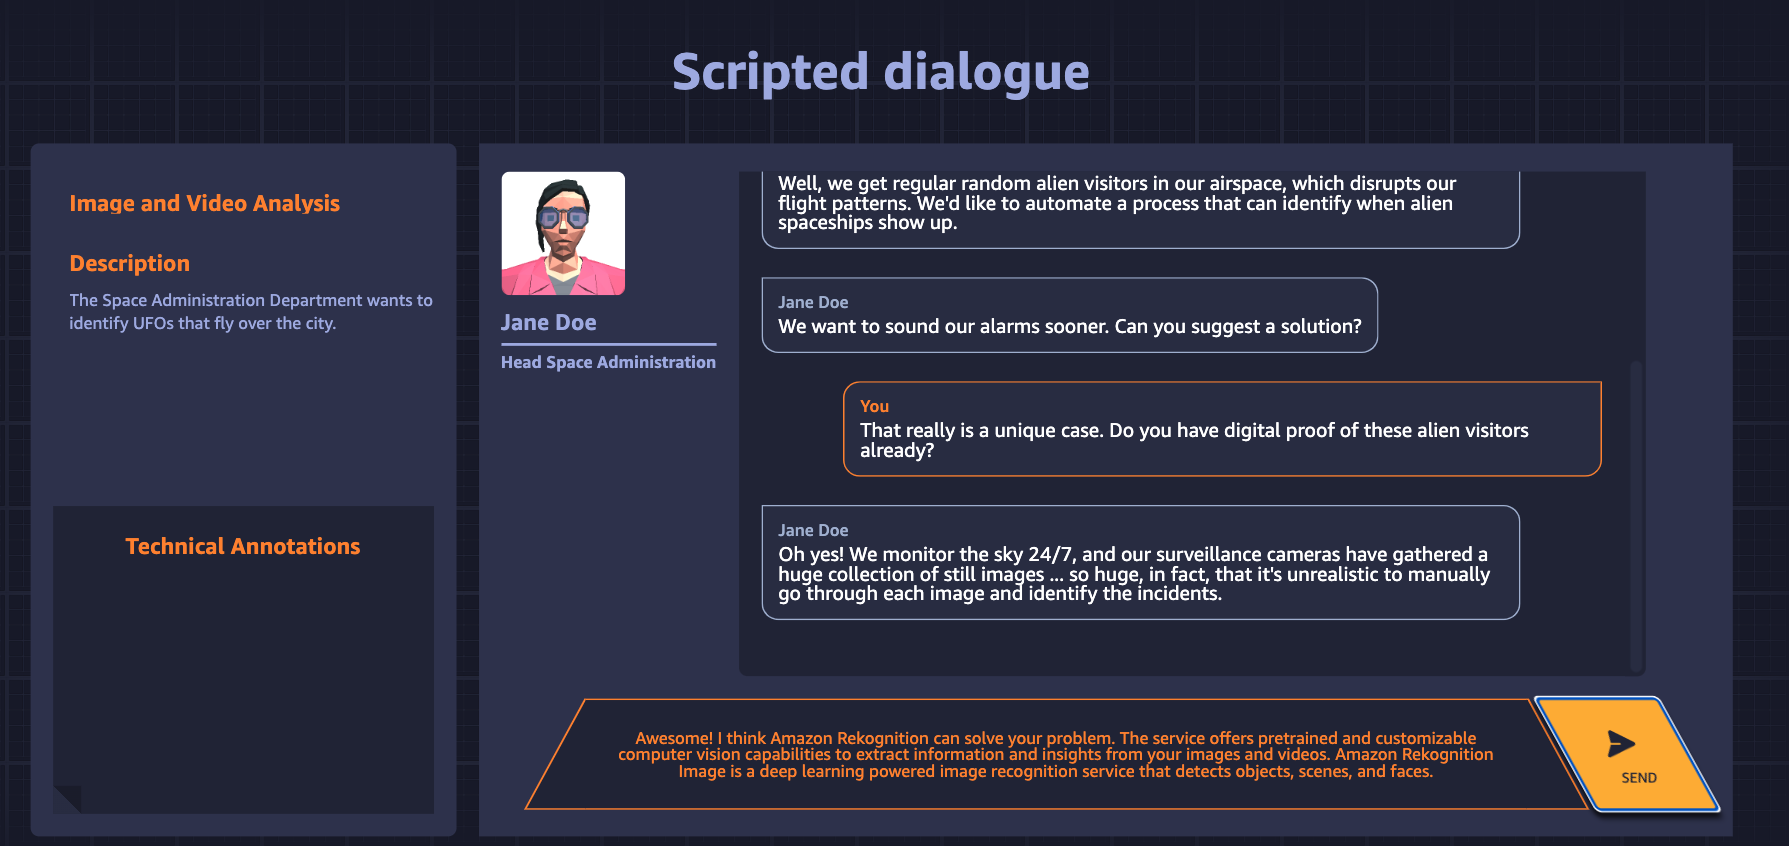 Scripted dialogue
Image and Video Analysis
Description
The Space Administration Department wants to
identify UFOs that fly over the city.
Technical Annotations
Jane Doe
Head Space Administration
Well, we get regular random alien visitors in our airspace, which disrupts our
flight patterns. We'd like to automate a process that can identify when alien
spaceships show up.
Jane Doe
We want to sound our alarms sooner. Can you suggest a solution?
You
That really is a unique case. Do you have digital proof of these alien visitors
already?
Jane Doe
Oh yes! We monitor the sky 24/7, and our surveillance cameras have gathered a
huge collection of still images ... so huge, in fact, that it's unrealistic to manually
go through each image and identify the incidents.
Awesome! I think Amazon Rekognition can solve your problem. The service offers pretrained and customizable
computer vision capabilities to extract information and insights from your images and videos. Amazon Rekognition
Image is a deep learning powered image recognition service that detects objects, scenes, and faces.
SEND